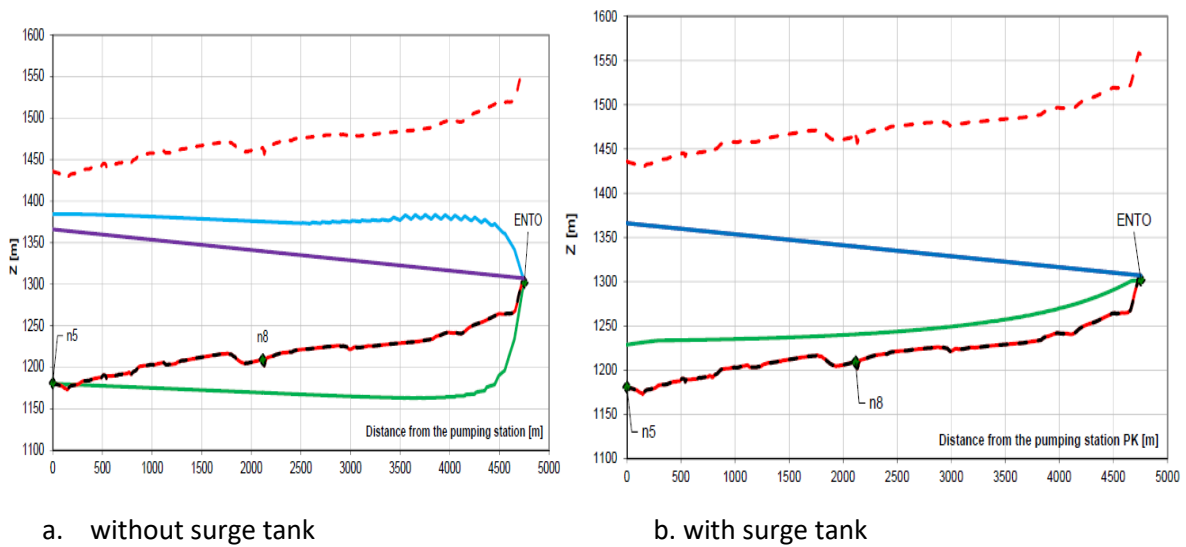 1600
1550
1500
1450
1400
1350
1300
1250
1200
1150
1100
Z [m]
ENTO
n5
n8
Distance from the pumping station [m]
0 500 1000 1500 2000 2500 3000 3500 4000 4500 5000
1600
1550
1500
1450
1400
1350
1300
1250
1200
1150
1100
Z [m]
ENTO
n8
n5
Distance from the pumping station PK [m]
0 500 1000 1500 2000 2500 3000 3500 4000 4500 5000
a. without surge tank
b. with surge tank